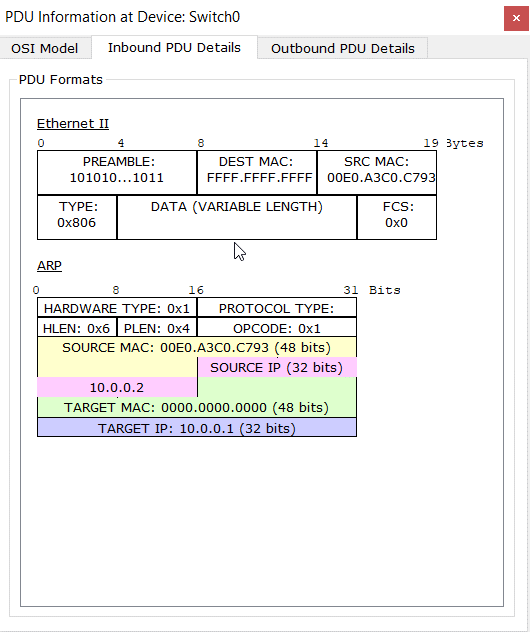 PDU Information at Device: Switch0
OSI Model Inbound PDU Details Outbound PDU Details
PDU Formats
Ethernet II
0 4 8 14 19 Bytes
PREAMBLE: DEST MAC: SRC MAC:
101010...1011 FFFF.FFFF.FFFF 00E0.A3C0.C793
TYPE: DATA (VARIABLE LENGTH) FCS:
0x806 0x0
ARP
0 8 16 31 Bits
HARDWARE TYPE: 0x1 PROTOCOL TYPE:
HLEN: 0x6 PLEN: 0x4 OPCODE: 0x1
SOURCE MAC: 00E0.A3C0.C793 (48 bits)
SOURCE IP (32 bits)
10.0.0.2
TARGET MAC: 0000.0000.0000 (48 bits)
TARGET IP: 10.0.0.1 (32 bits)